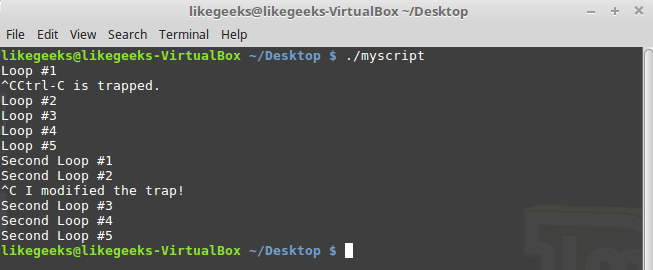 likegeeks@likegeeks-VirtualBox ~/Desktop
File Edit View Search Terminal Help
likegeeks@likegeeks-VirtualBox ~/Desktop $ ./myscript
Loop #1
^CCtrl-C is trapped.
Loop #2
Loop #3
Loop #4
Loop #5
Second Loop #1
Second Loop #2
^C I modified the trap!
Second Loop #3
Second Loop #4
Second Loop #5
likegeeks@likegeeks-VirtualBox ~/Desktop $